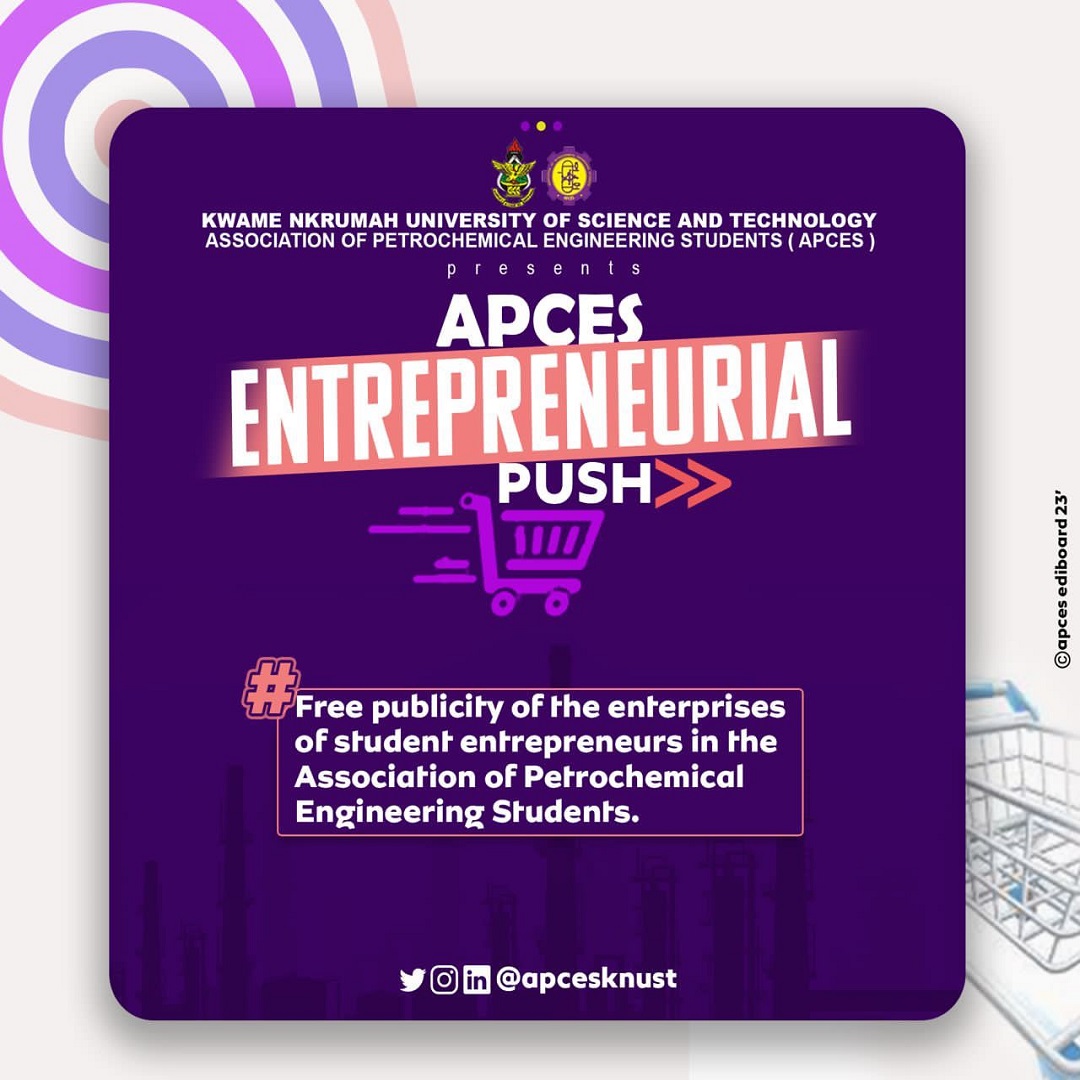 KWAME NKRUMAH UNIVERSITY OF SCIENCE AND TECHNOLOGY
ASSOCIATION OF PETROCHEMICAL ENGINEERING STUDENTS ( APCES )
presents
APCES
ENTREPRENEURIAL
PUSH
#
Free publicity of the enterprises
of student entrepreneurs in the
Association of Petrochemical
Engineering Students.
@apcesknust
©apces ediboard 23'